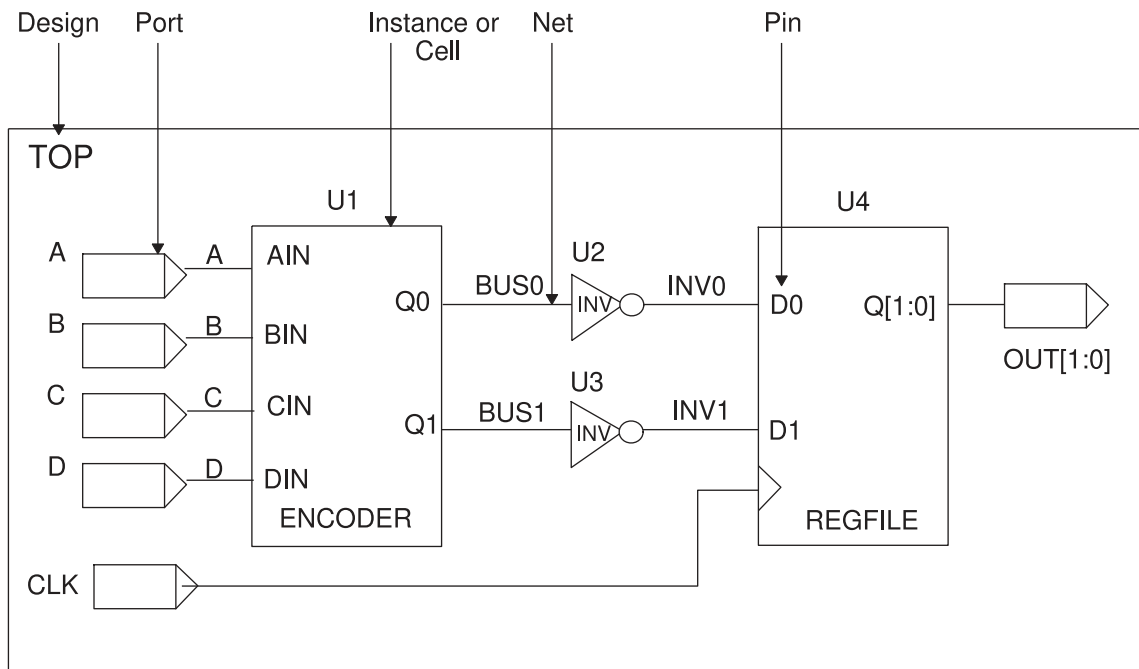 Design
Port
Instance or
Cell
Net
Pin
TOP
U1
U4
A
A
AIN
U2
Q0
BUS0
INV
INV0
D0
Q[1:0]
B
B
BIN
OUT[1:0]
C
C
CIN
U3
Q1
BUS1
INV
INV1
D1
D
D
DIN
ENCODER
REGFILE
CLK